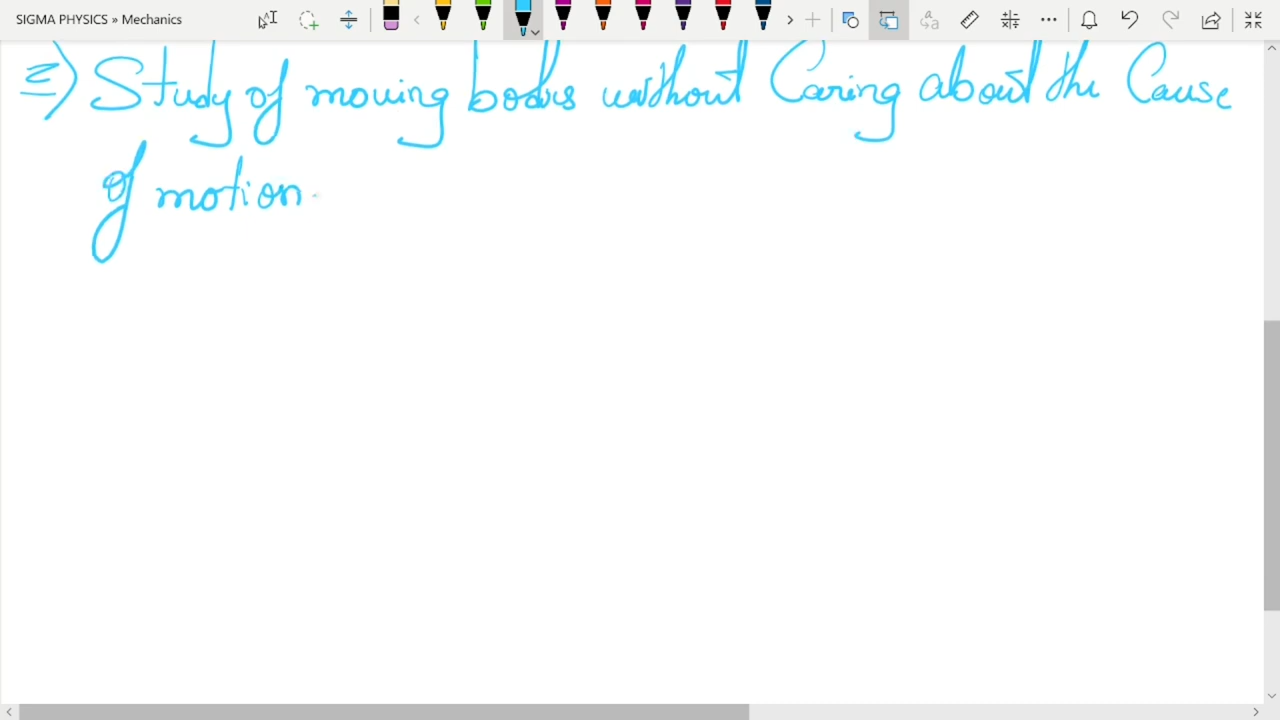 SIGMA PHYSICS » Mechanics
=) Study of moving bodies without Caring about the Cause
of motion.